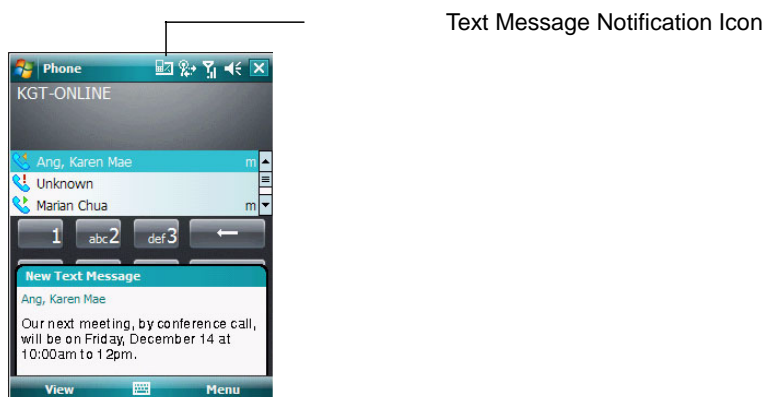 Text Message Notification Icon
Phone
KGT-ONLINE
Ang, Karen Mae m
Unknown
Marian Chua m
1 abc2 def3
New Text Message
Ang, Karen Mae
Our next meeting, by conference call,
will be on Friday, December 14 at
10:00am to 12pm.
View Menu